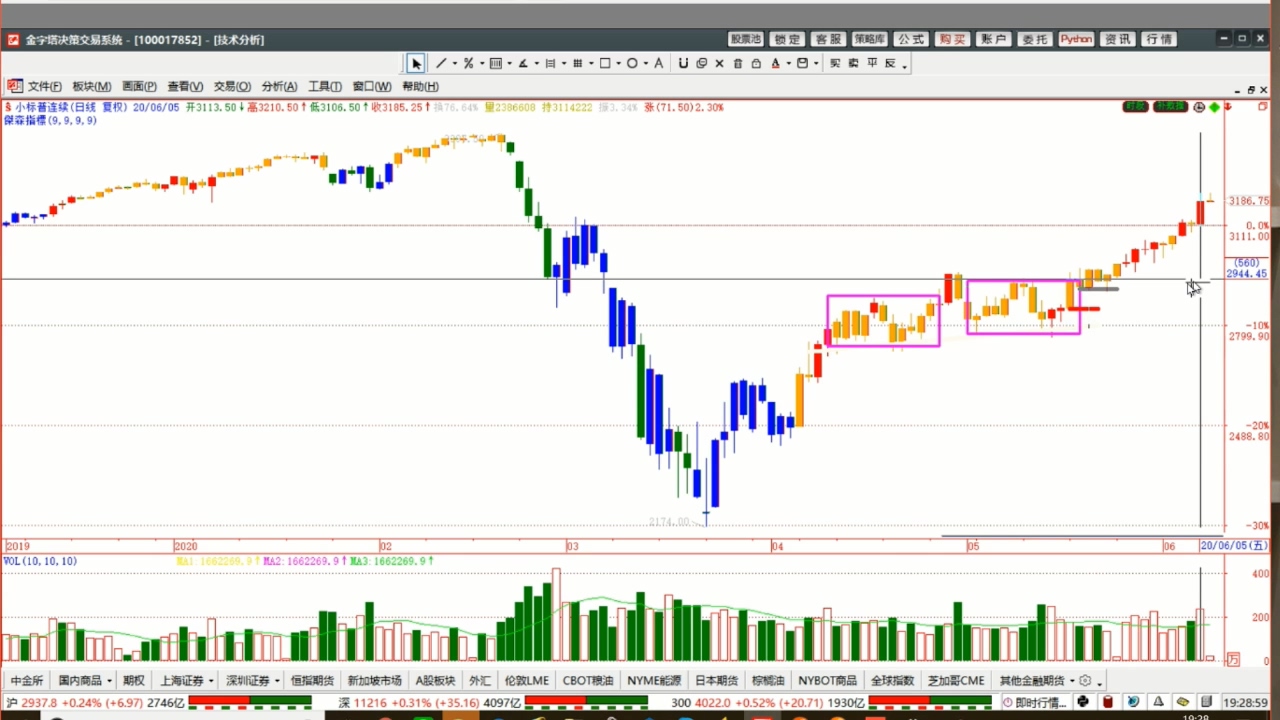 金字塔决策交易系统 - [100017852] - [技术分析]
股票池 锁定 客服 策略库 公式 购买 账户 委托 Python 资讯 行情
A A 买 卖 平 反
文件(F) 板块(M) 画面(P) 查看(V) 交易(O) 分析(A) 工具(T) 窗口(W) 帮助(H)
小标普连续(日线 复权) 20/06/05 开3113.50↓高3210.50↑低3106.50↑收3185.25↑换76.64% 量2386608 持3114222 振3.34% 涨(71.50)2.30%
傑森指標(9,9,9,9)
3186.75
0.0%
3111.00
(560)
2944.45
-10%
2799.90
-20%
2488.80
2174.00
-30%
2019 2020 02 03 04 05 06 20/06/05(五)
VOL(10,10,10) MA1:1662269.9↑MA2:1662269.9↑MA3:1662269.9↑
400
200
万 0
中金所 国内商品 期权 上海证券 深圳证券 恒指期货 新加坡市场 A股板块 外汇 伦敦LME CBOT粮油 NYME能源 日本期货 棕榈油 NYBOT商品 全球指数 芝加哥CME 其他金融期货
沪 2937.8 +0.24% (+6.97) 2746亿 深 11216 +0.31% (+35.16) 4097亿 300 4022.0 +0.52% (+20.71) 1930亿 即时行情... 19:28:59
19:28